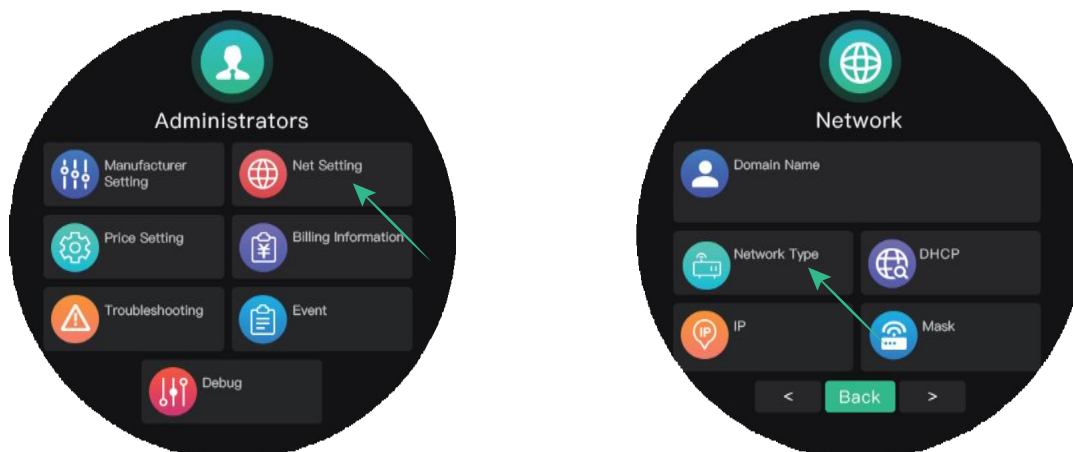 Administrators
Manufacturer
Setting
Net Setting
Price Setting
Billing Information
Troubleshooting
Event
Debug
Network
Domain Name
Network Type
DHCP
IP
IP
Mask
<
Back
>